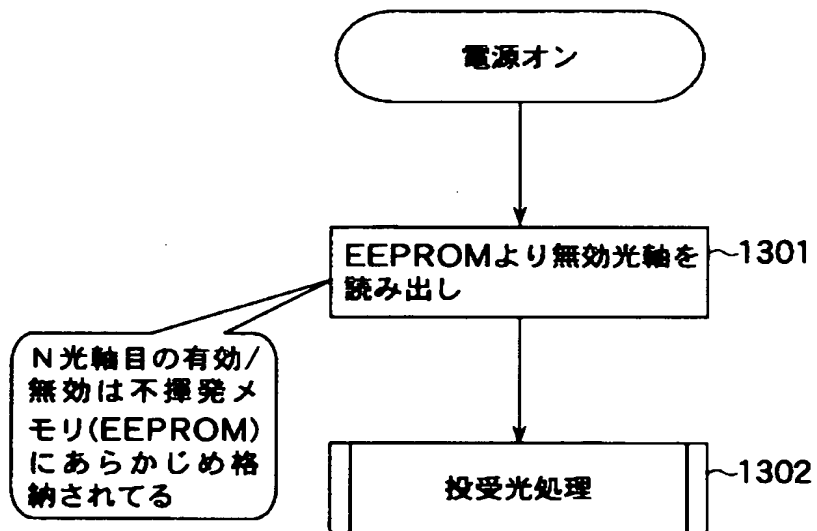 電源オン
EEPROMより無効光軸を
読み出し
1301
N光軸目の有効/
無効は不揮発メ
モリ(EEPROM)
にあらかじめ格
納されてる
投受光処理
1302